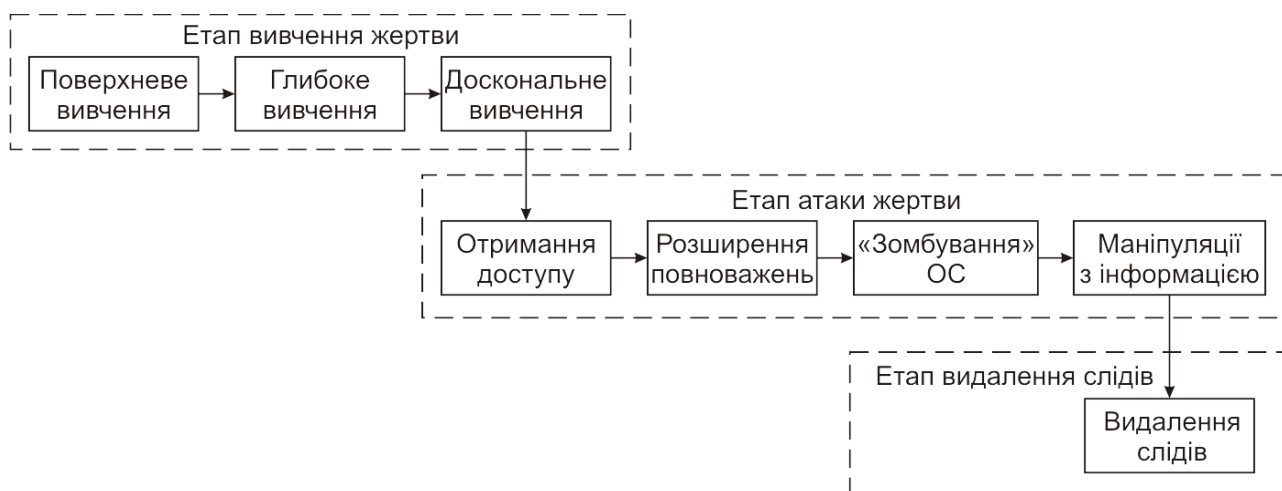 Етап вивчення жертви
Поверхневе
вивчення
Глибоке
вивчення
Доскональне
вивчення
Етап атаки жертви
Отримання
доступу
Розширення
повноважень
«Зомбування»
ОС
Маніпуляції
з інформацією
Етап видалення слідів
Видалення
слідів